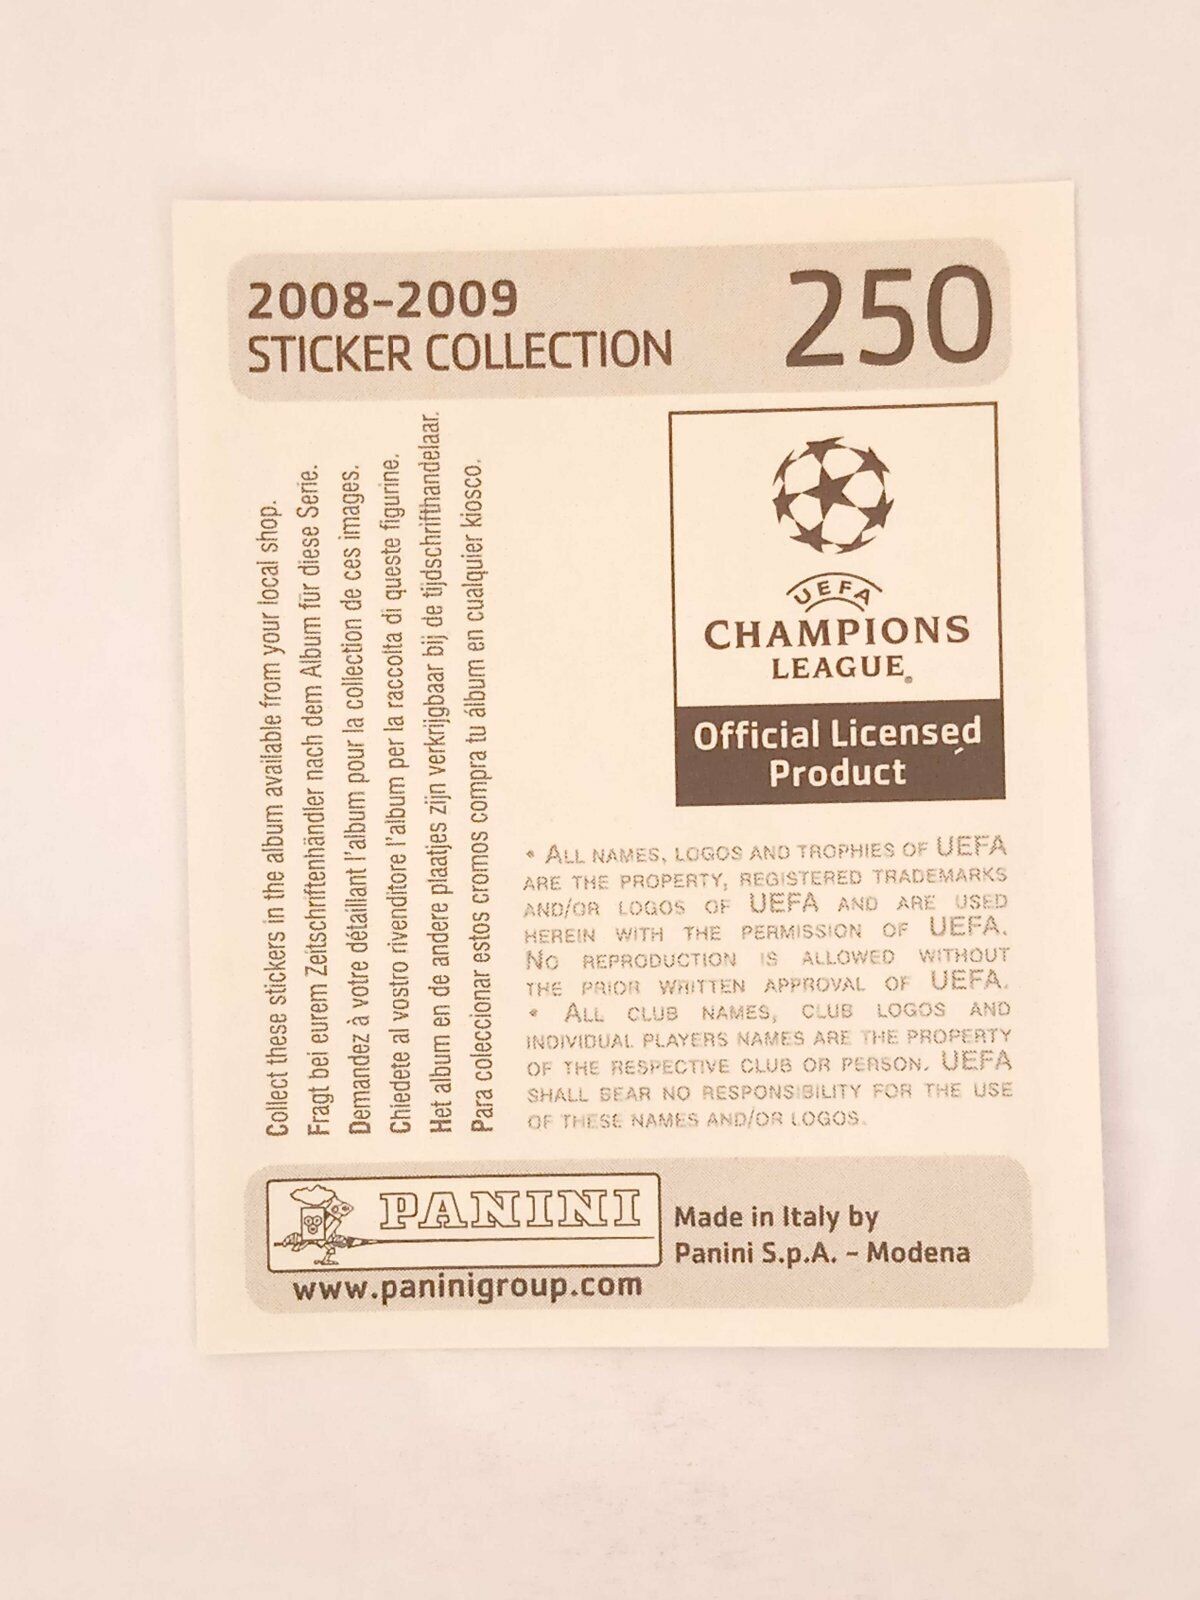 2008-2009
STICKER COLLECTION
250
Collect these stickers in the album available from your local shop.
Fragt bei eurem Zeitschriftenhändler nach dem Album für diese Serie.
Demandez à votre détaillant l'album pour la collection de ces images.
Chiedete al vostro rivenditore l'album per la raccolta di queste figurine.
Het album en de andere plaatjes zijn verkrijgbaar bij de tijdschrifthandelaar.
Para coleccionar estos cromos compra tu álbum en cualquier kiosco.
UEFA
CHAMPIONS
LEAGUE®
Official Licensed
Product
• ALL NAMES, LOGOS AND TROPHIES OF UEFA
ARE THE PROPERTY, REGISTERED TRADEMARKS
AND/OR LOGOS OF UEFA AND ARE USED
HEREIN WITH THE PERMISSION OF UEFA.
NO REPRODUCTION IS ALLOWED WITHOUT
THE PRIOR WRITTEN APPROVAL OF UEFA.
• ALL CLUB NAMES, CLUB LOGOS AND
INDIVIDUAL PLAYERS NAMES ARE THE PROPERTY
OF THE RESPECTIVE CLUB OR PERSON. UEFA
SHALL BEAR NO RESPONSIBILITY FOR THE USE
OF THESE NAMES AND/OR LOGOS.
PANINI
www.paninigroup.com
Made in Italy by
Panini S.p.A. - Modena